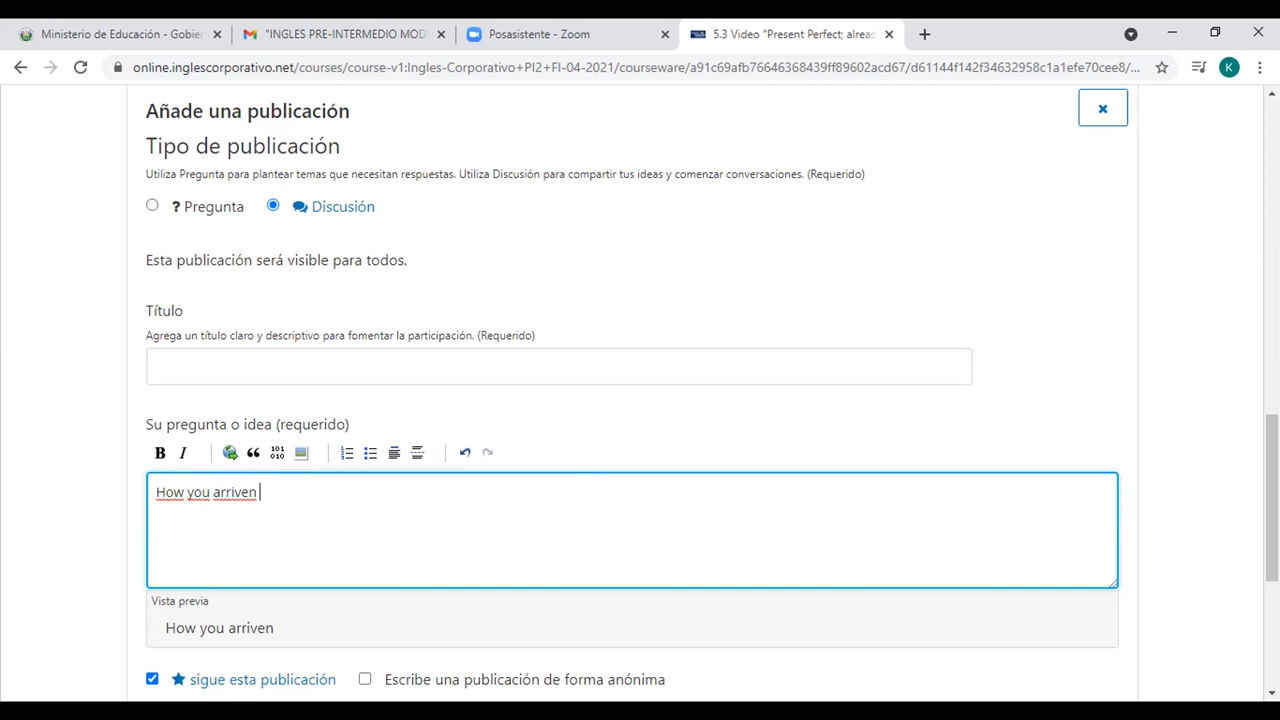 Ministerio de Educación - Gobie
"INGLES PRE-INTERMEDIO MOD
Posasistente - Zoom
5.3 Video "Present Perfect; alread
online.inglescorporativo.net/courses/course-v1:Ingles-Corporativo+PI2+FI-04-2021/courseware/a91c69afb76646368439ff89602acd67/d61144f142f34632958c1a1efe70cee8/...
K
Añade una publicación
Tipo de publicación
Utiliza Pregunta para plantear temas que necesitan respuestas. Utiliza Discusión para compartir tus ideas y comenzar conversaciones. (Requerido)
? Pregunta
Discusión
Esta publicación será visible para todos.
Título
Agrega un título claro y descriptivo para fomentar la participación. (Requerido)
Su pregunta o idea (requerido)
B I
How you arriven
Vista previa
How you arriven
sigue esta publicación
Escribe una publicación de forma anónima